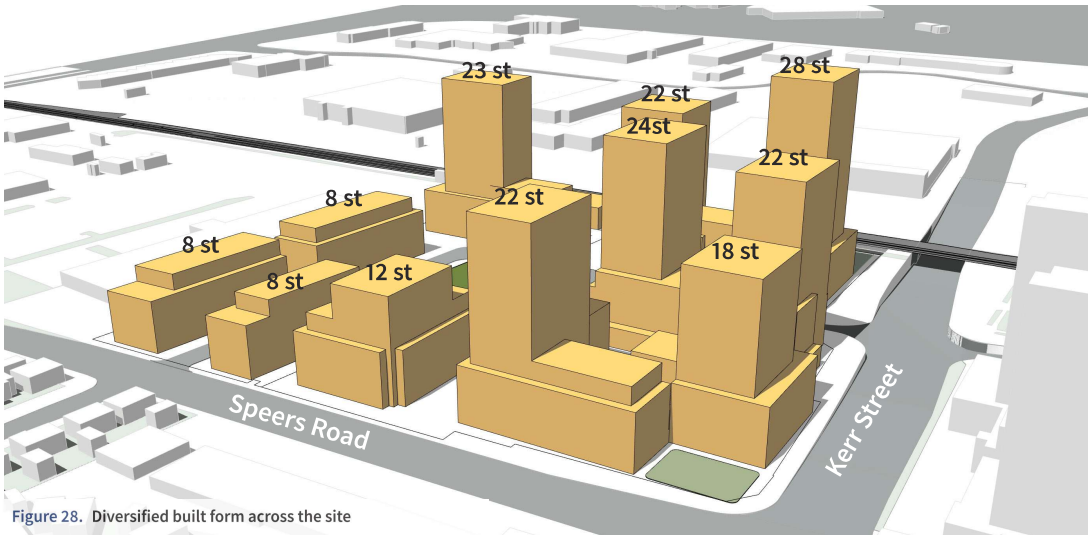 23 st
28 st
22 st
24st
22 st
8 st
22 st
8 st
18 st
8 st
12 st
Speers Road
Kerr Street
Figure 28. Diversified built form across the site